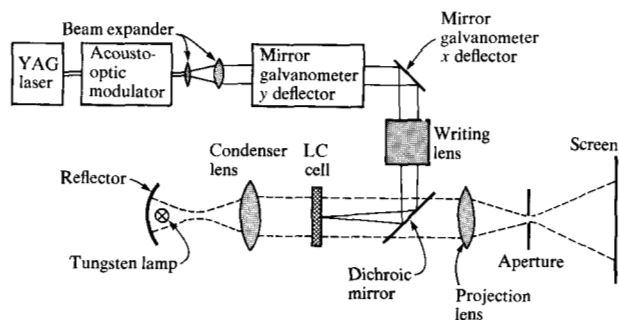 Beam expander
YAG
laser
Acousto-
optic
modulator
Mirror
galvanometer
y deflector
Mirror
galvanometer
x deflector
Writing
lens
Screen
Reflector
Condenser
lens
LC
cell
Tungsten lamp
Dichroic
mirror
Projection
lens
Aperture